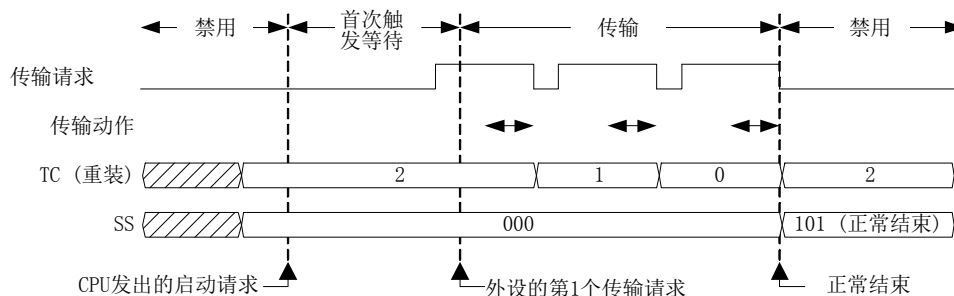 禁用
首次触
发等待
传输
禁用
传输请求
传输动作
TC (重装)
2
1
0
2
SS
000
101 (正常结束)
CPU发出的启动请求
外设的第1个传输请求
正常结束